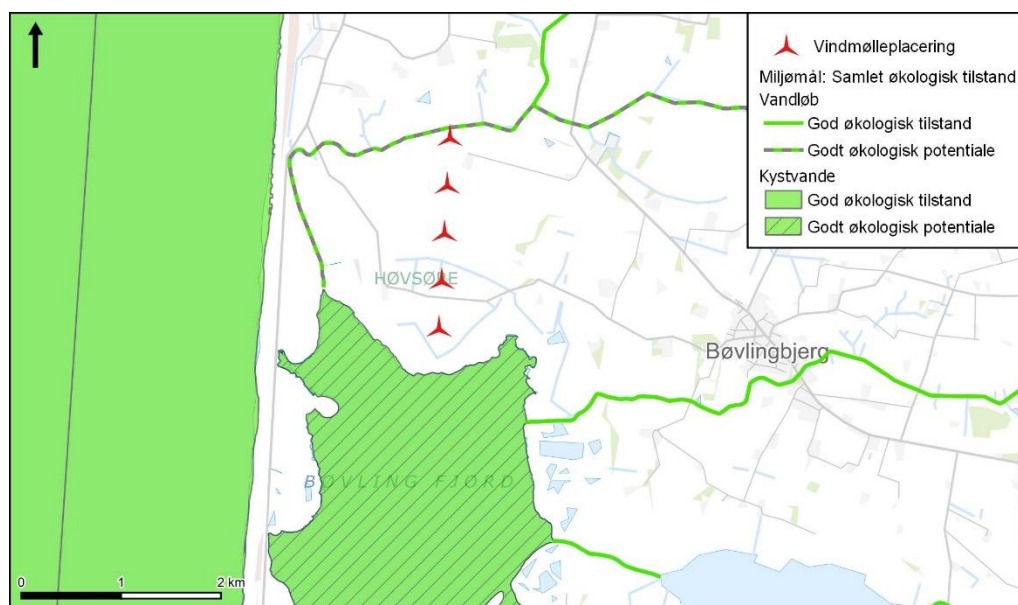 Vindmølleplacering
Miljømål: Samlet økologisk tilstand
Vandløb
God økologisk tilstand
Godt økologisk potentiale
Kystvande
God økologisk tilstand
Godt økologisk potentiale
HØVSØRE
Bøvlingbjerg
BØVLING FJORD
0 1 2 km